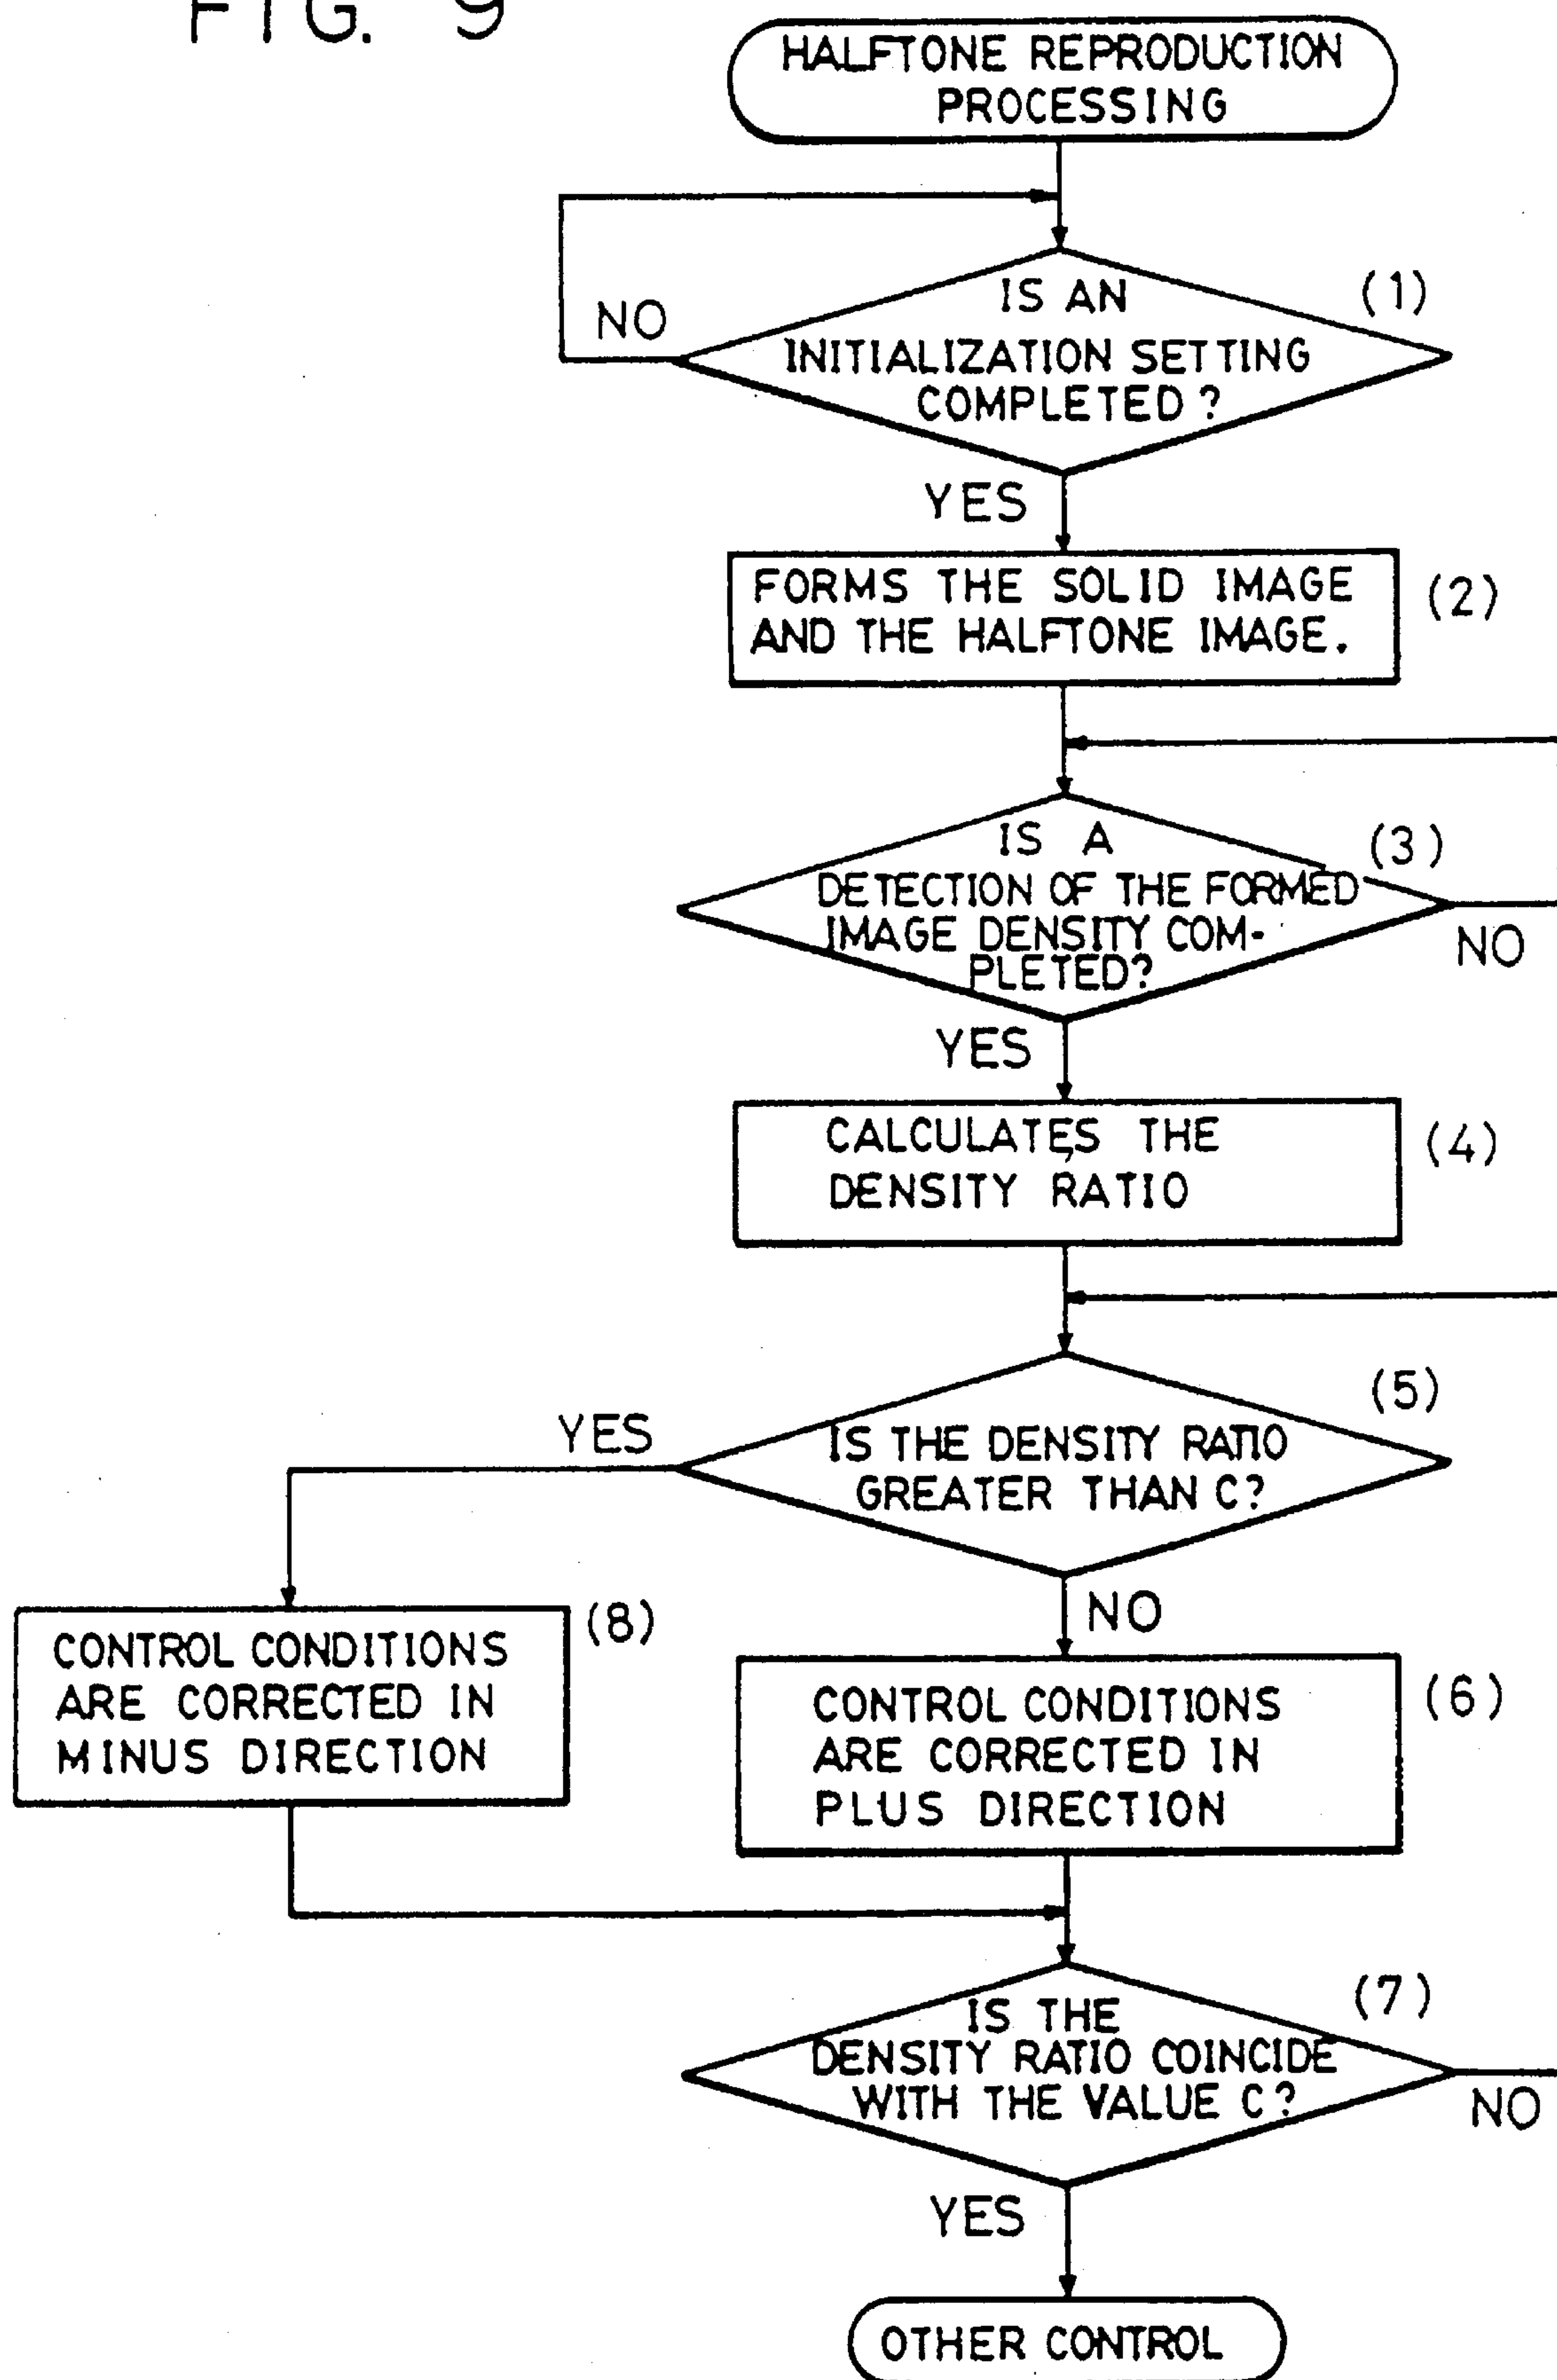 FIG. 9
HALFTONE REPRODUCTION
PROCESSING
(1)
IS AN
INITIALIZATION SETTING
COMPLETED ?
NO
YES
FORMS THE SOLID IMAGE
AND THE HALFTONE IMAGE.
(2)
(3)
IS A
DETECTION OF THE FORMED
IMAGE DENSITY COM-
PLETED?
NO
YES
CALCULATES THE
DENSITY RATIO
(4)
(5)
IS THE DENSITY RATIO
GREATER THAN C?
YES
NO
(8)
CONTROL CONDITIONS
ARE CORRECTED IN
MINUS DIRECTION
(6)
CONTROL CONDITIONS
ARE CORRECTED IN
PLUS DIRECTION
(7)
IS THE
DENSITY RATIO COINCIDE
WITH THE VALUE C?
NO
YES
OTHER CONTROL